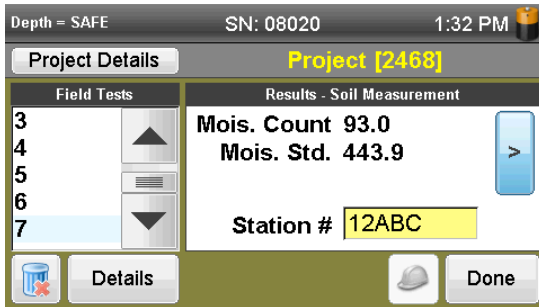 Depth = SAFE SN: 08020 1:32 PM
Project Details Project [2468]
Field Tests Results - Soil Measurement
3
4
5
6
7
Mois. Count 93.0
Mois. Std. 443.9
>
Station # 12ABC
Details Done